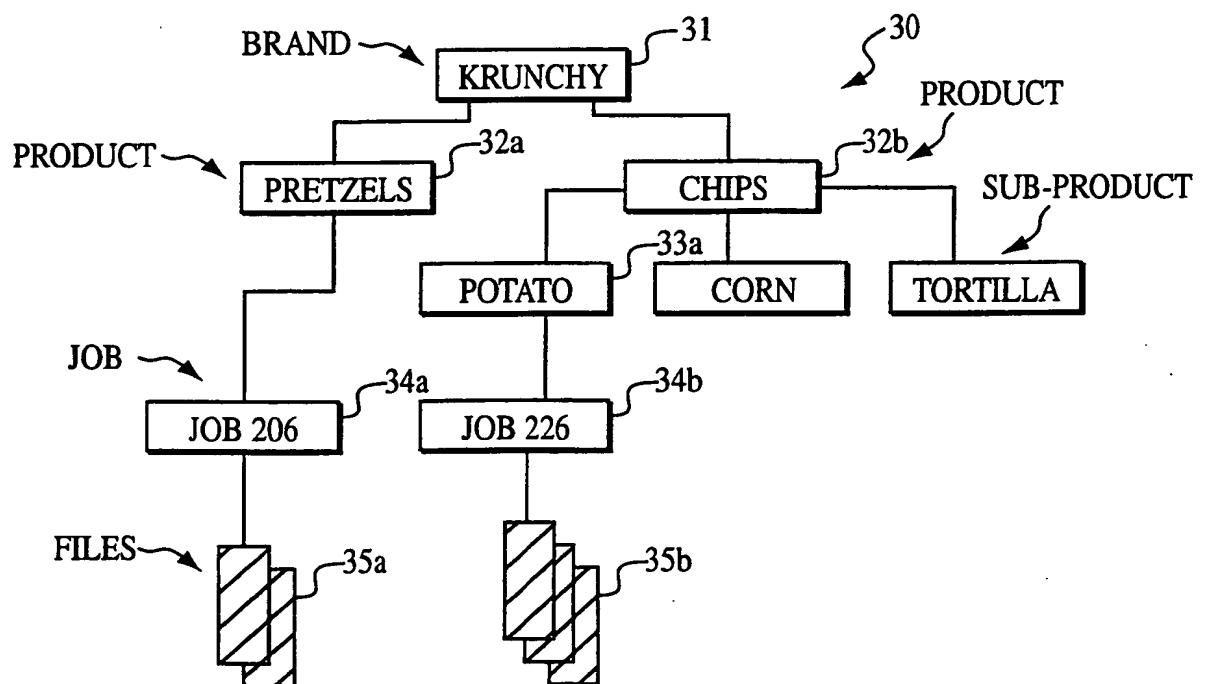 BRAND
KRUNCHY
31
30
PRODUCT
PRODUCT
PRETZELS
32a
CHIPS
32b
SUB-PRODUCT
POTATO
33a
CORN
TORTILLA
JOB
JOB 206
34a
JOB 226
34b
FILES
35a
35b